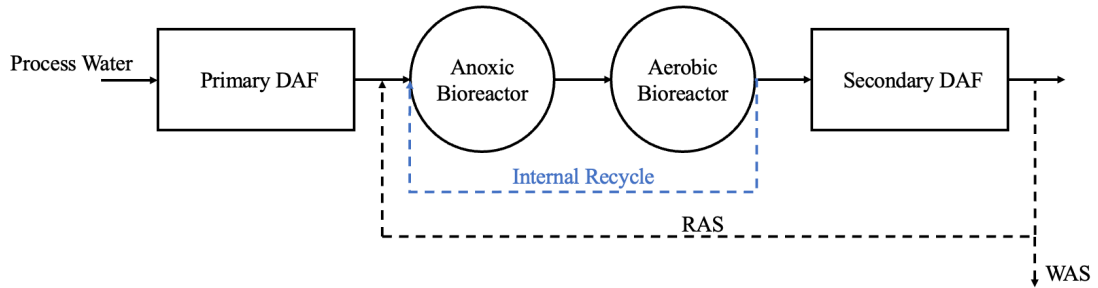 Process Water
Primary DAF
Anoxic
Bioreactor
Aerobic
Bioreactor
Secondary DAF
Internal Recycle
RAS
WAS